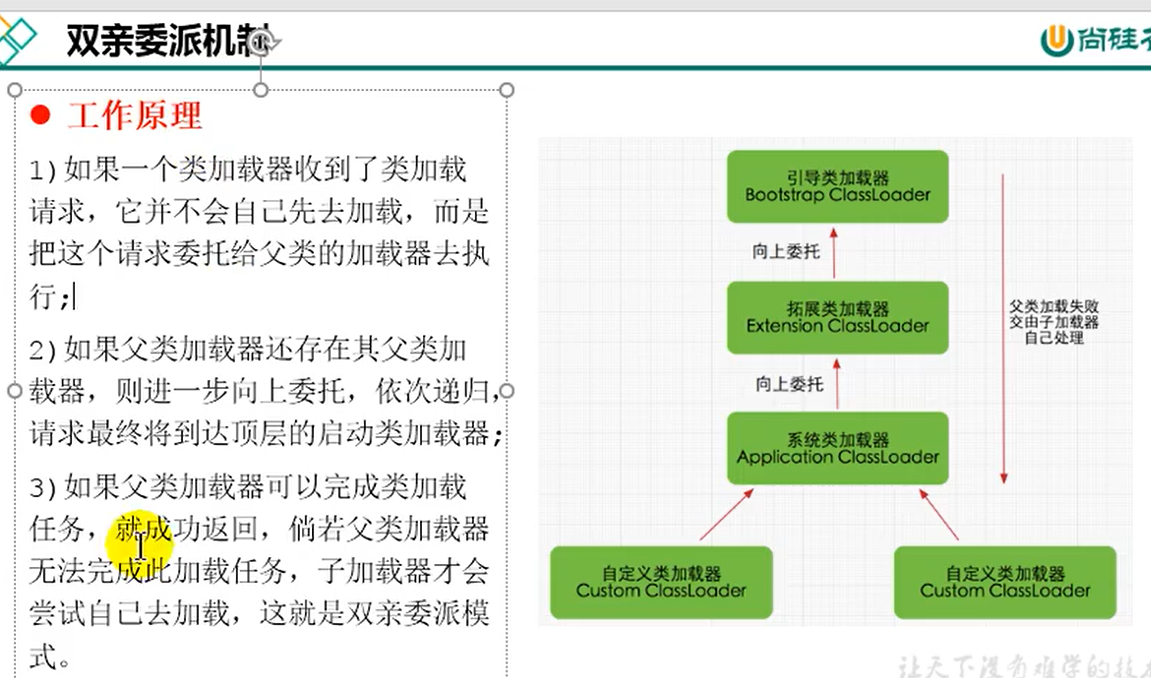 双亲委派机制
尚硅
工作原理
1)如果一个类加载器收到了类加载
请求，它并不会自己先去加载，而是
把这个请求委托给父类的加载器去执
行；
2)如果父类加载器还存在其父类加
载器，则进一步向上委托，依次递归，
请求最终将到达顶层的启动类加载器；
3)如果父类加载器可以完成类加载
任务，就成功返回，倘若父类加载器
无法完成此加载任务，子加载器才会
尝试自己去加载，这就是双亲委派模
式。
引导类加载器
Bootstrap ClassLoader
向上委托
拓展类加载器
Extension ClassLoader
父类加载失败
交由子加载器
自己处理
向上委托
系统类加载器
Application ClassLoader
自定义类加载器
Custom ClassLoader
自定义类加载器
Custom ClassLoader
让天下没有难学的技